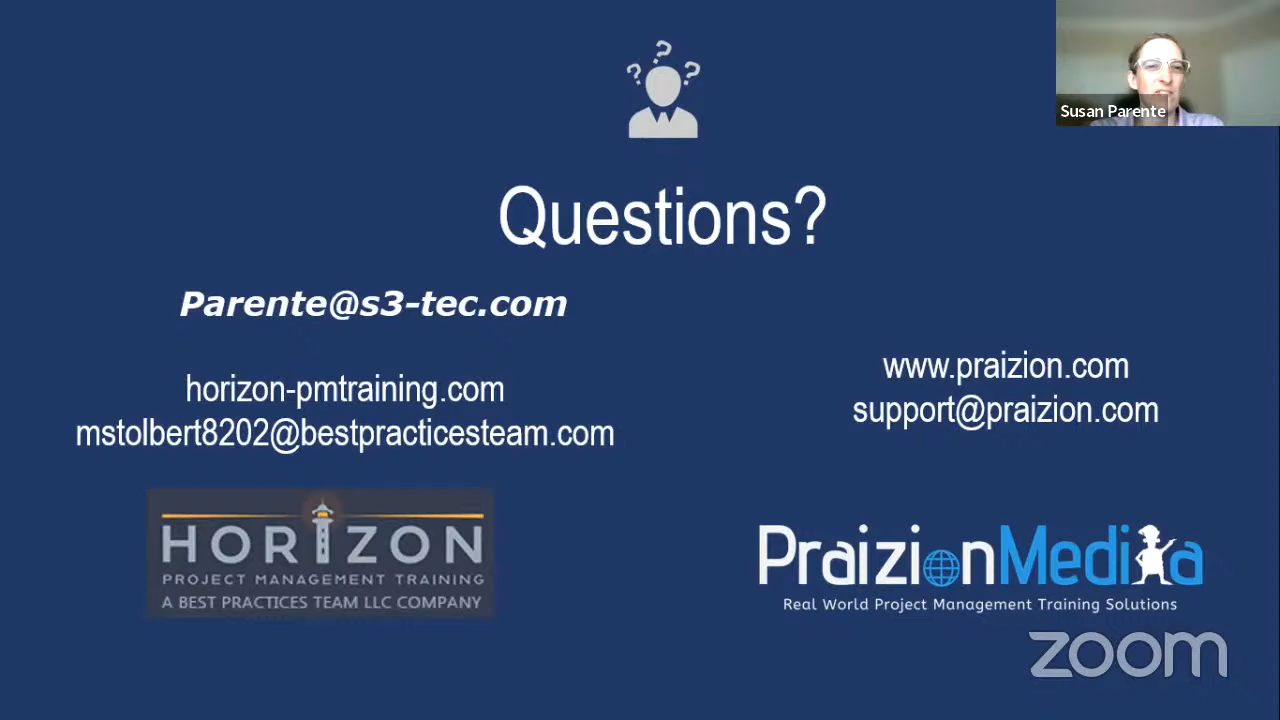 Susan Parente
? ? ?
Questions?
Parente@s3-tec.com
horizon-pmtraining.com
mstolbert8202@bestpracticesteam.com
www.praizion.com
support@praizion.com
HORIZON
PROJECT MANAGEMENT TRAINING
A BEST PRACTICES TEAM LLC COMPANY
PraizionMedia
Real World Project Management Training Solutions
zoom